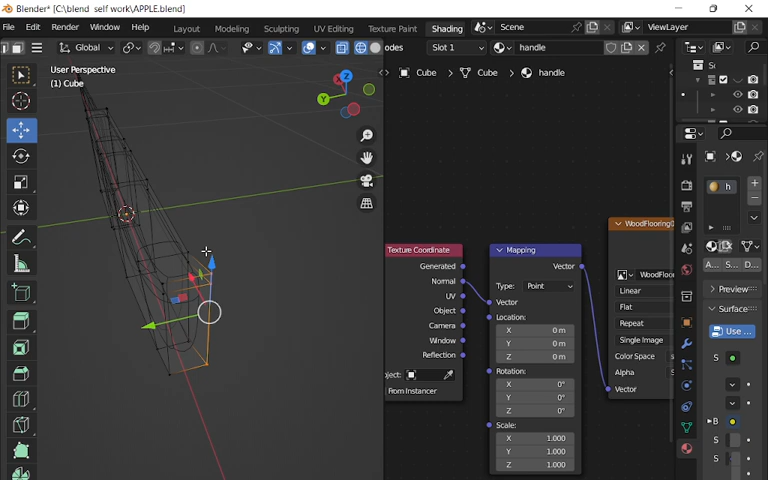 Blender* [C:\blend self work\APPLE.blend]
File Edit Render Window Help Layout Modeling Sculpting UV Editing Texture Paint Shading Scene ViewLayer
Global odes Slot 1 handle
User Perspective
(1) Cube
X Z Y
Cube Cube handle
Texture Coordinate
Generated
Normal
UV
Object
Camera
Window
Reflection
ject:
From Instancer
Mapping
Vector
Type: Point
Vector
Location:
X 0 m
Y 0 m
Z 0 m
Rotation:
X 0°
Y 0°
Z 0°
Scale:
X 1.000
Y 1.000
Z 1.000
WoodFlooring0
WoodFloor
Linear
Flat
Repeat
Single Image
Color Space
Alpha
Vector
h
A... S... D...
Preview
Surface
Use ...
S
B
S
S